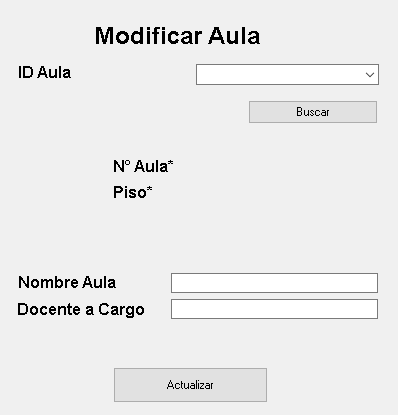 Modificar Aula
ID Aula
Buscar
N° Aula*
Piso*
Nombre Aula
Docente a Cargo
Actualizar